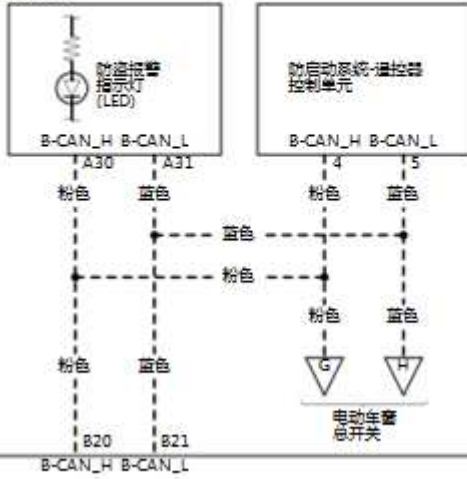 防盗报警
指示灯
(LED)
防启动系统-遥控器
控制单元
B-CAN_H B-CAN_L
B-CAN_H B-CAN_L
A30
A31
4
5
粉色
蓝色
粉色
蓝色
蓝色
粉色
粉色
蓝色
粉色
蓝色
G
H
电动车窗
总开关
B20
B21
B-CAN_H B-CAN_L